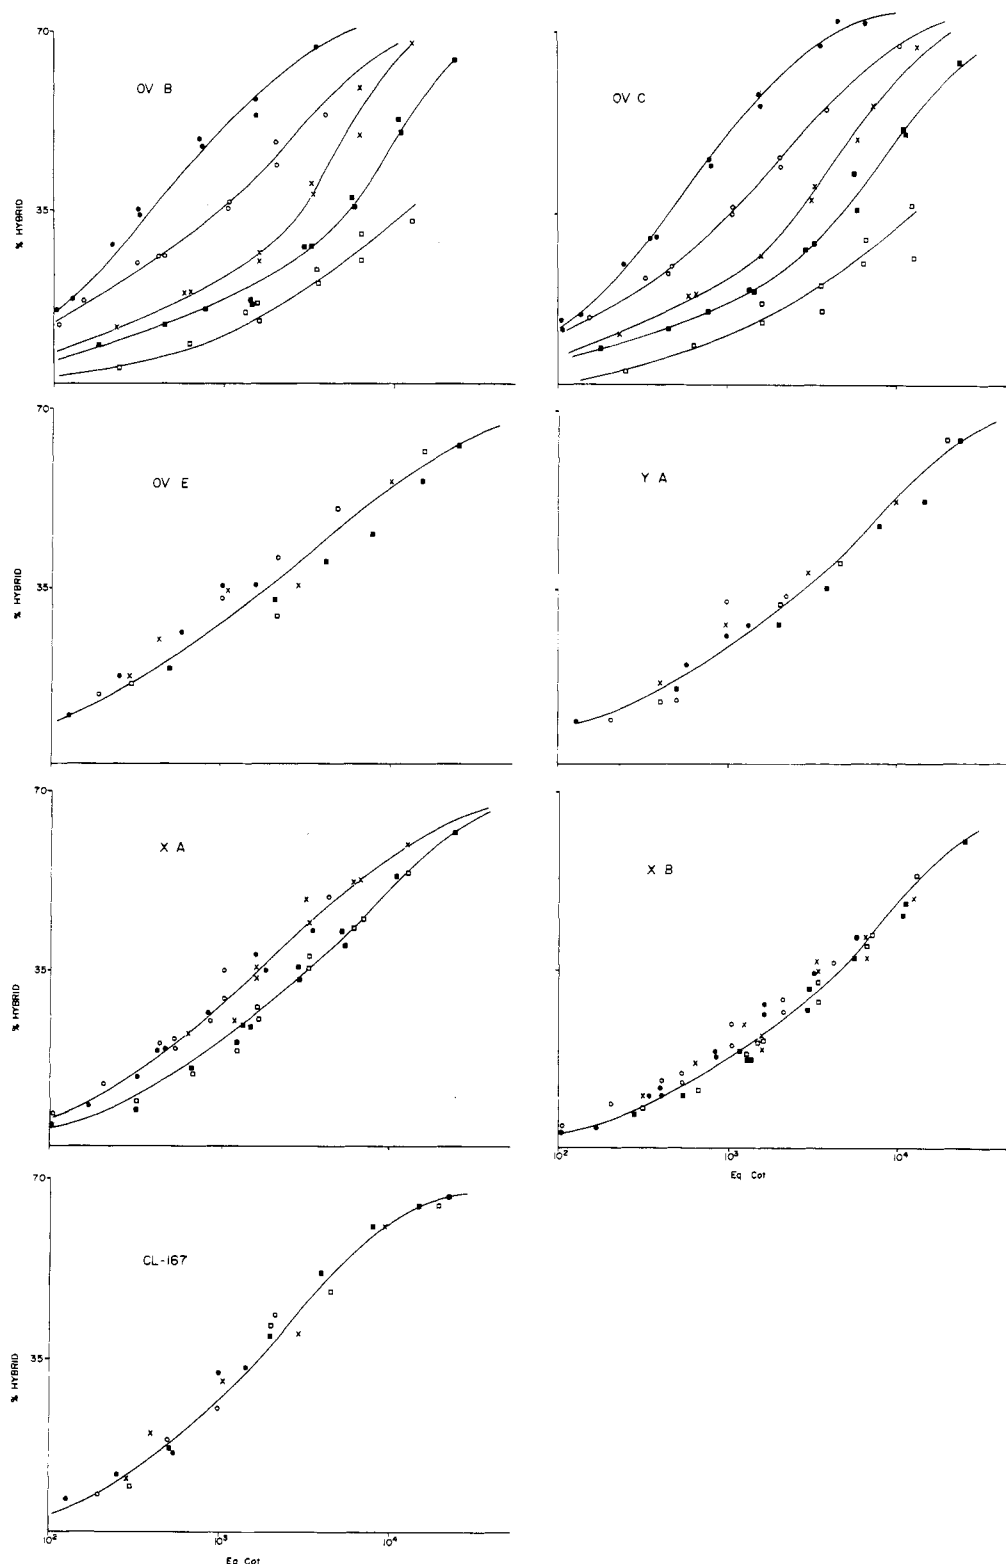 70
OV B
35
% HYBRID
OV C
70
OV E
35
% HYBRID
Y A
70
X A
35
% HYBRID
X B
10² 10³ 10⁴
Eq Cot
70
CL-167
35
% HYBRID
10² 10³ 10⁴
Eq Cot